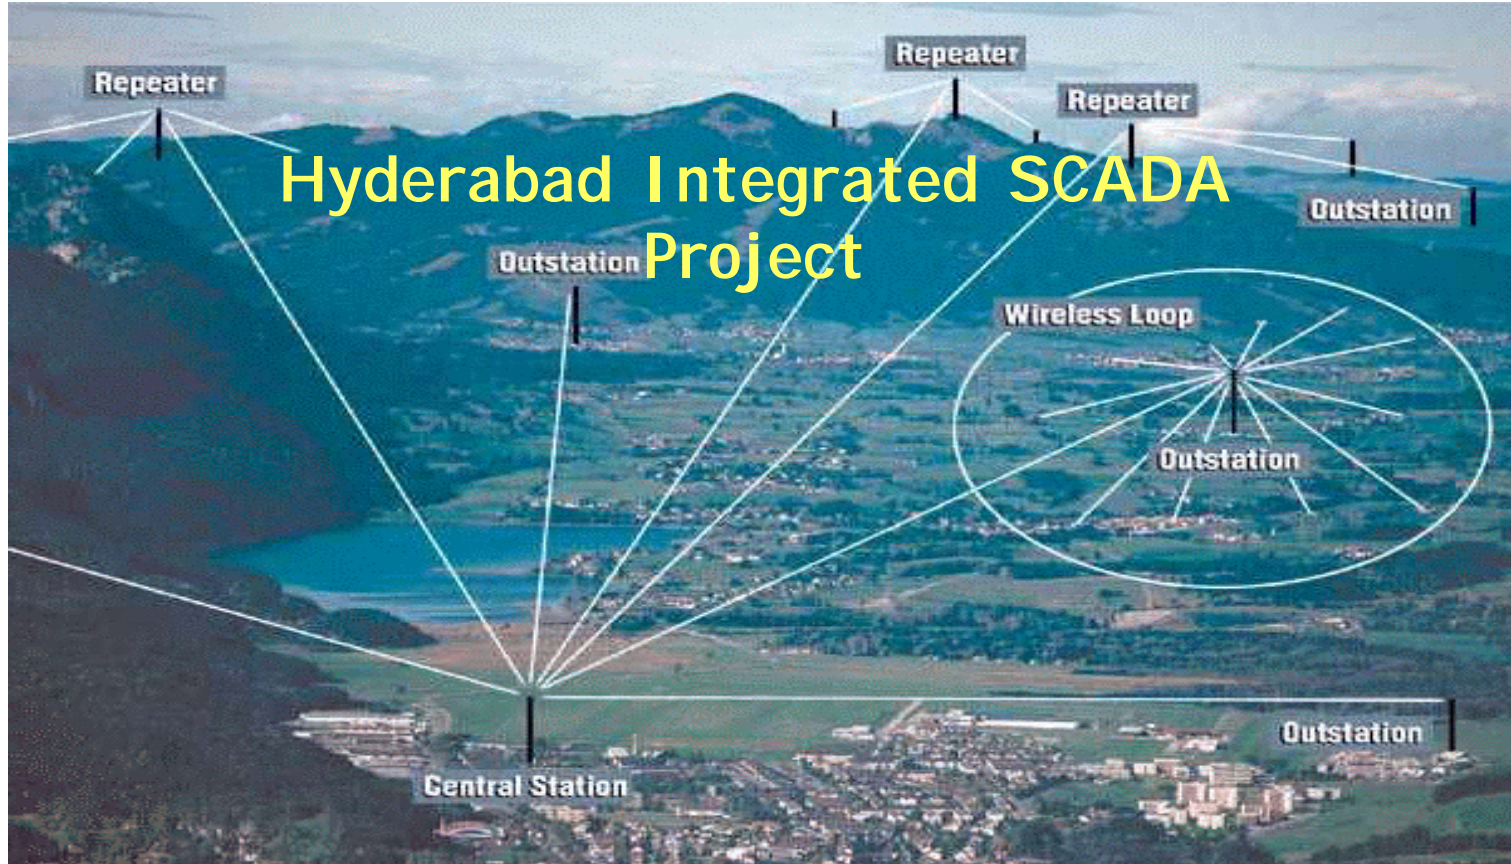 Repeater
Repeater
Repeater
Hyderabad Integrated SCADA
Project
Outstation
Outstation
Wireless Loop
Outstation
Outstation
Central Station